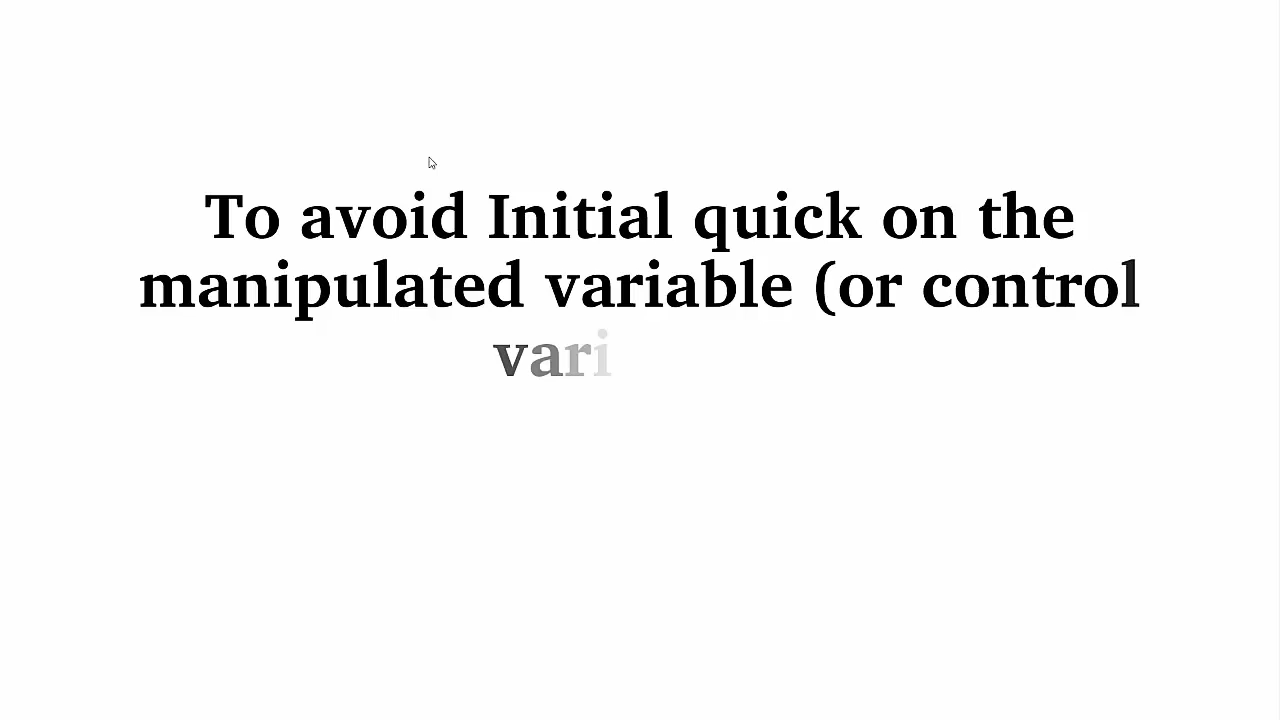 To avoid Initial quick on the
manipulated variable (or control
vari